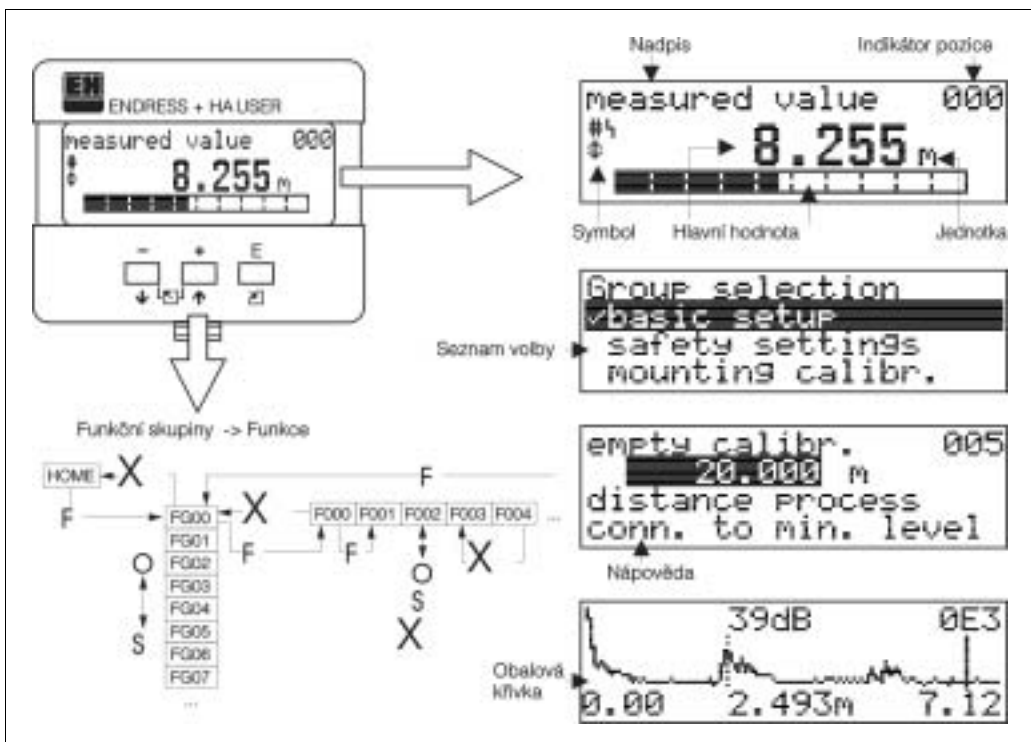 EH
ENDRESS + HAUSER
measured value 000
8.255 m
- + E
Funkční skupiny -> Funkce
HOME
X
F
F
X
FG00
F000 F001 F002 F003 F004 ...
FG01
F
F
X
FG02
O
O
FG03
S
FG04
X
FG05
S
FG06
FG07
...
Nadpis
Indikátor pozice
measured value 000
8.255 m
Symbol
Hlavní hodnota
Jednotka
Group selection
✓basic setup
Seznam volby
safety settings
mounting calibr.
empty calibr. 005
20.000 m
distance process
conn. to min. level
Nápověda
39dB 0E3
Obalová
křivka
0.00 2.493m 7.12